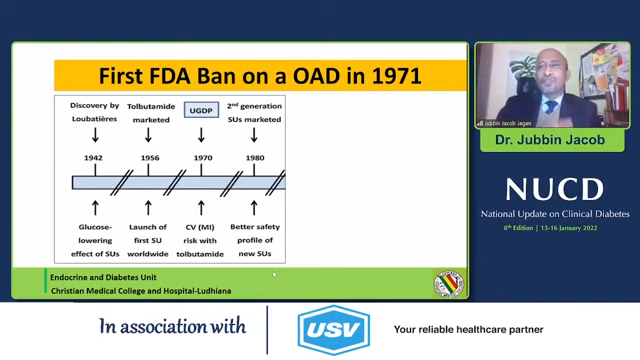 First FDA Ban on a OAD in 1971
Discovery by
Loubatières
Tolbutamide
marketed
UGDP
2nd generation
SUs marketed
1942
1956
1970
1980
Glucose-
lowering
effect of SUs
Launch of
first SU
worldwide
CV (MI)
risk with
tolbutamide
Better safety
profile of
new SUs
Endocrine and Diabetes Unit
Christian Medical College and Hospital-Ludhiana
Jubbin Jacob Jagan
Dr. Jubbin Jacob
NUCD
National Update on Clinical Diabetes
8th Edition | 15-16 January 2022
In association with
USV
Your reliable healthcare partner